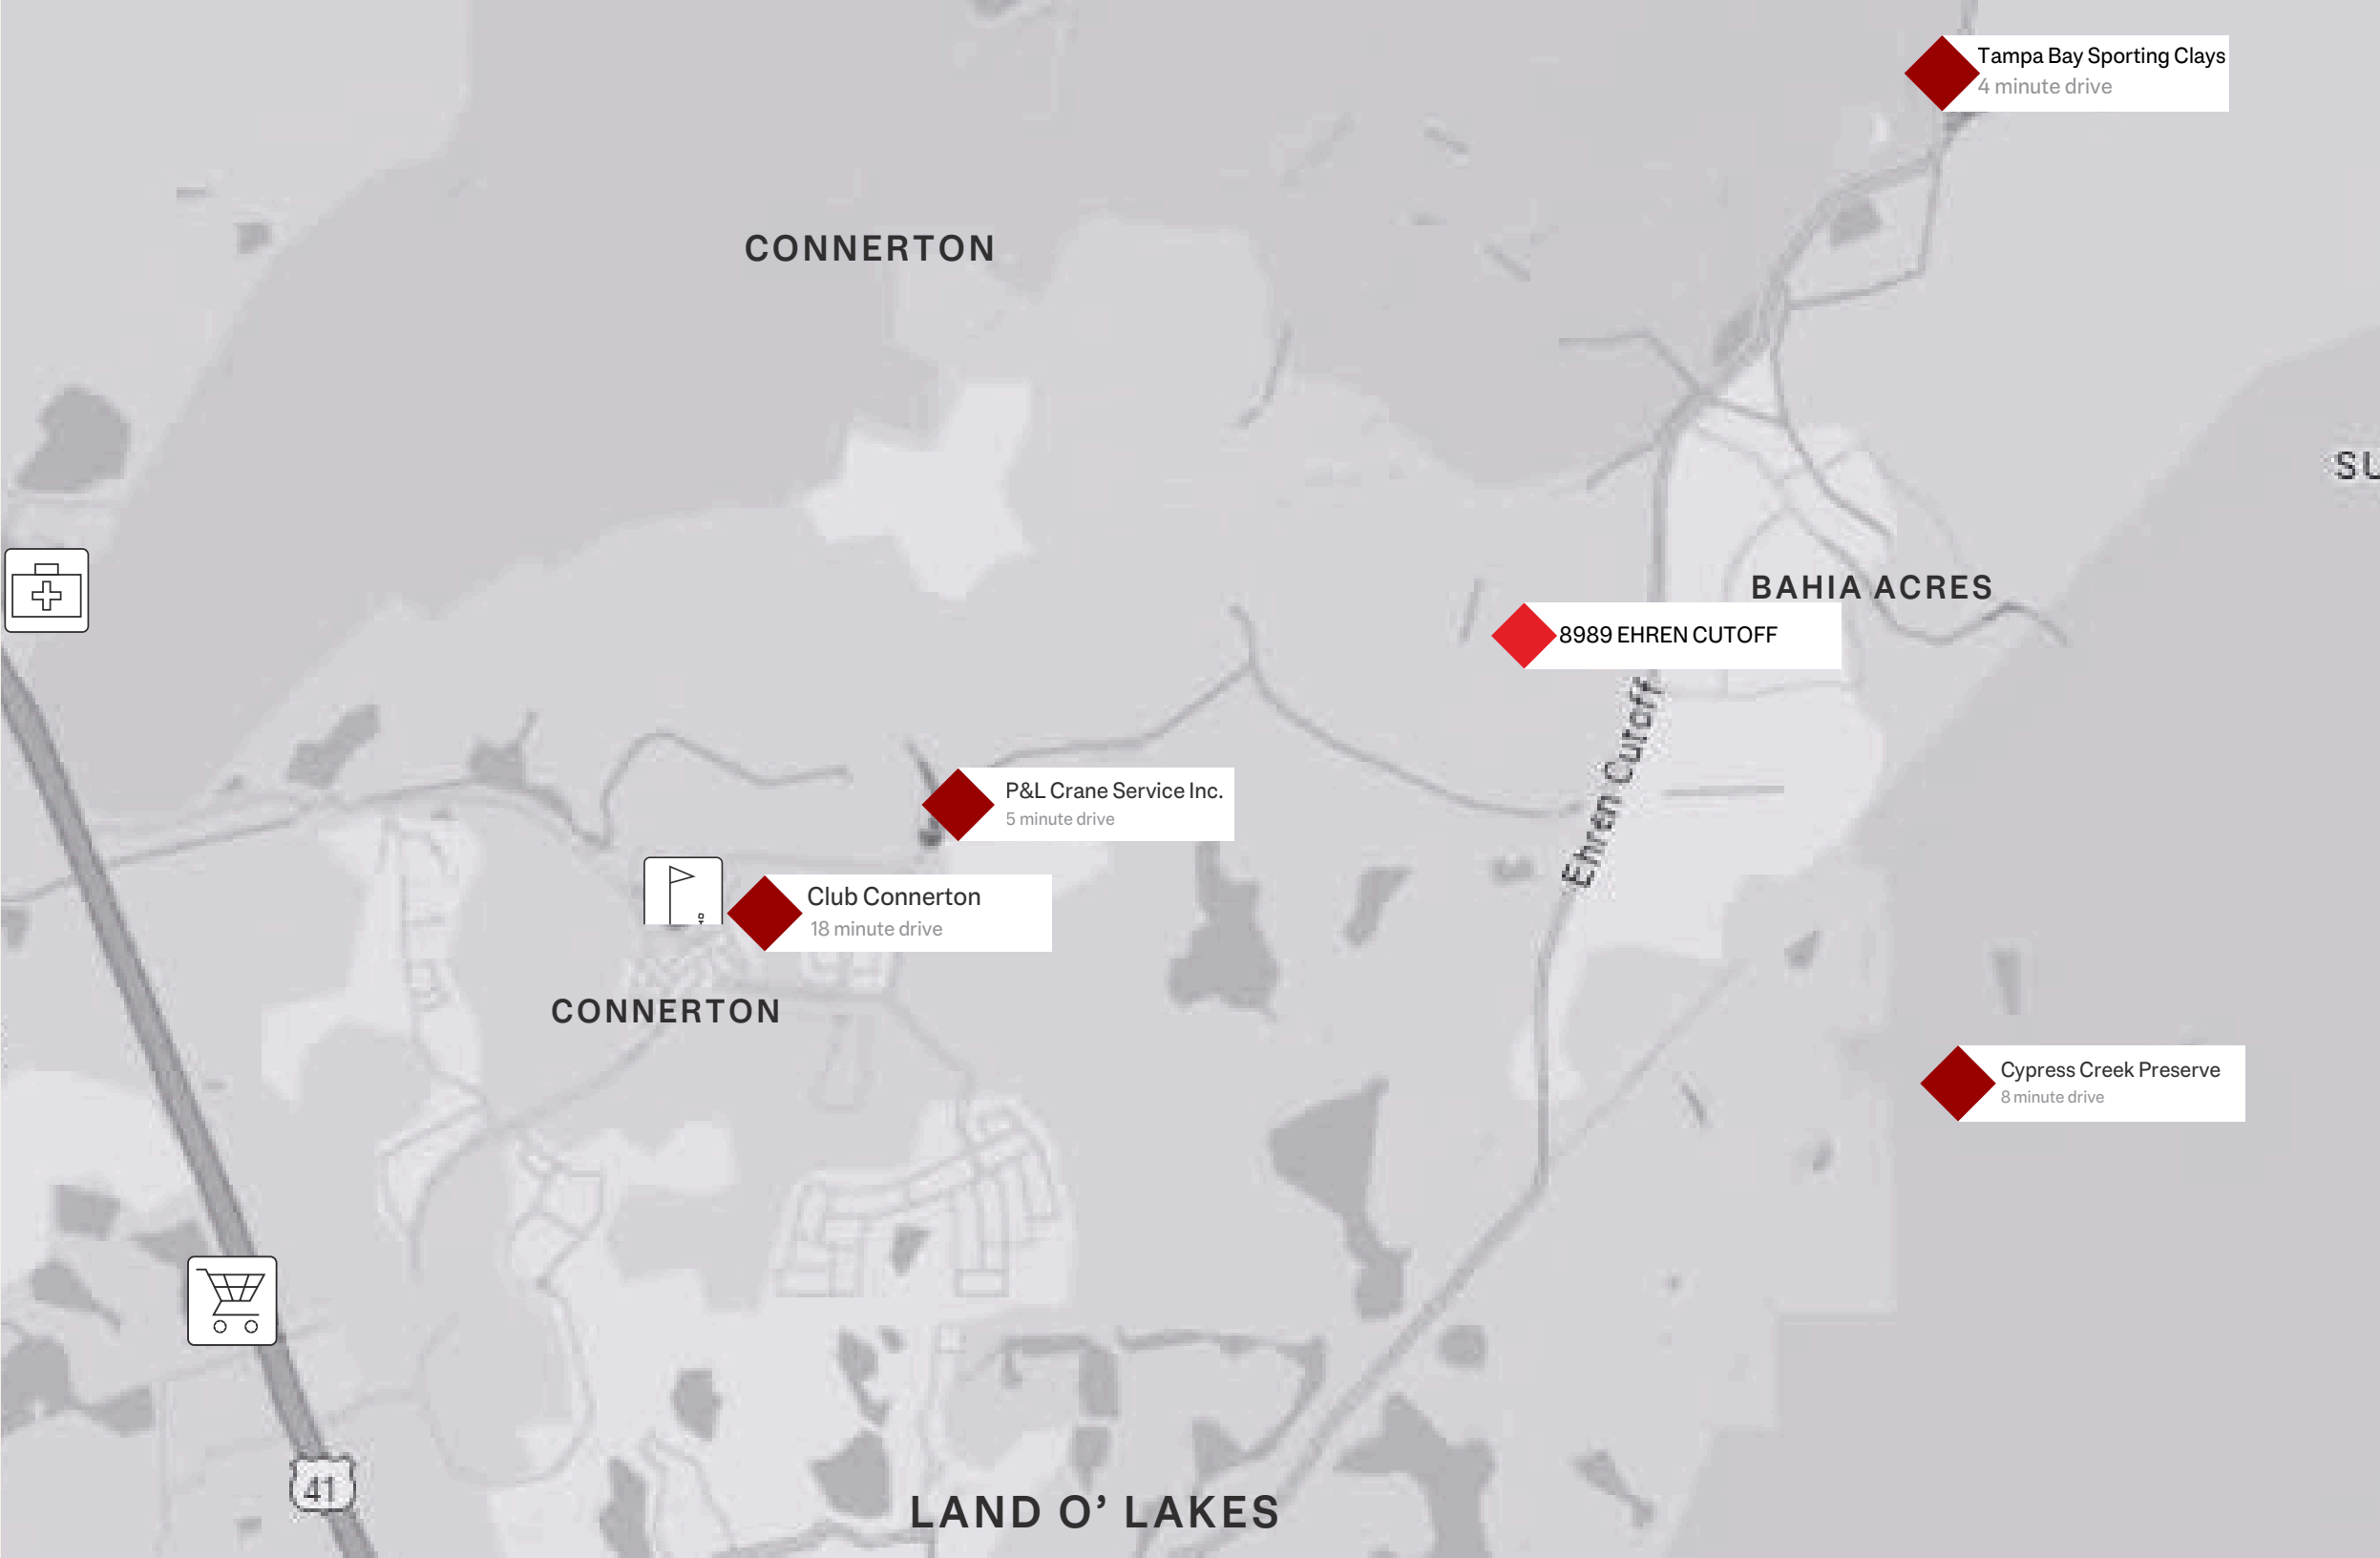 Tampa Bay Sporting Clays
4 minute drive
CONNERTON
SL
BAHIA ACRES
8989 EHREN CUTOFF
Ehren Cutoff
P&L Crane Service Inc.
5 minute drive
Club Connerton
18 minute drive
CONNERTON
Cypress Creek Preserve
8 minute drive
41
LAND O’ LAKES